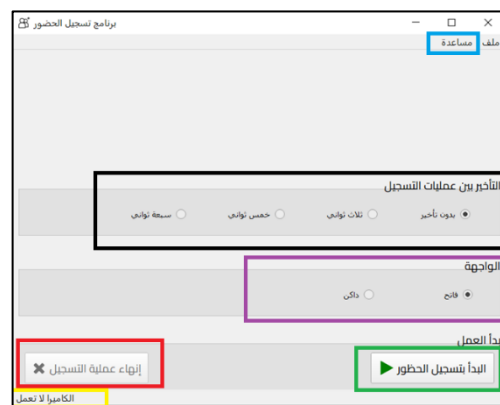 برنامج تسجيل الحضور
ملف مساعدة
التأخير بين عمليات التسجيل
بدون تأخير ثلاث ثواني خمس ثواني سبعة ثواني
الواجهة
فاتح داكن
بدأ العمل
البدأ بتسجيل الحظور إنهاء عملية التسجيل
الكاميرا لا تعمل